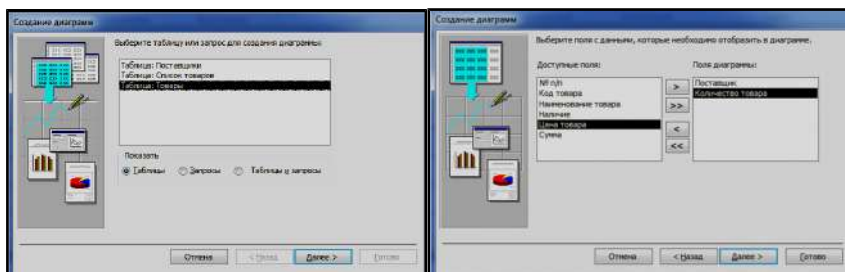 Создание диаграмм
Выберите таблицу или запрос для создания диаграммы:
Таблица: Поставщики
Таблица: Список товаров
Таблица: Товары
Показать
Таблицы
Запросы
Таблицы и запросы
Отмена
< Назад
Далее >
Готово
Создание диаграмм
Выберите поля с данными, которые необходимо отобразить в диаграмме.
Доступные поля:
Поля диаграммы:
№ п/п
Код товара
Наименование товара
Наличие
Цена товара
Сумма
>
>>
<
<<
Поставщик
Количество товара
Отмена
< Назад
Далее >
Готово